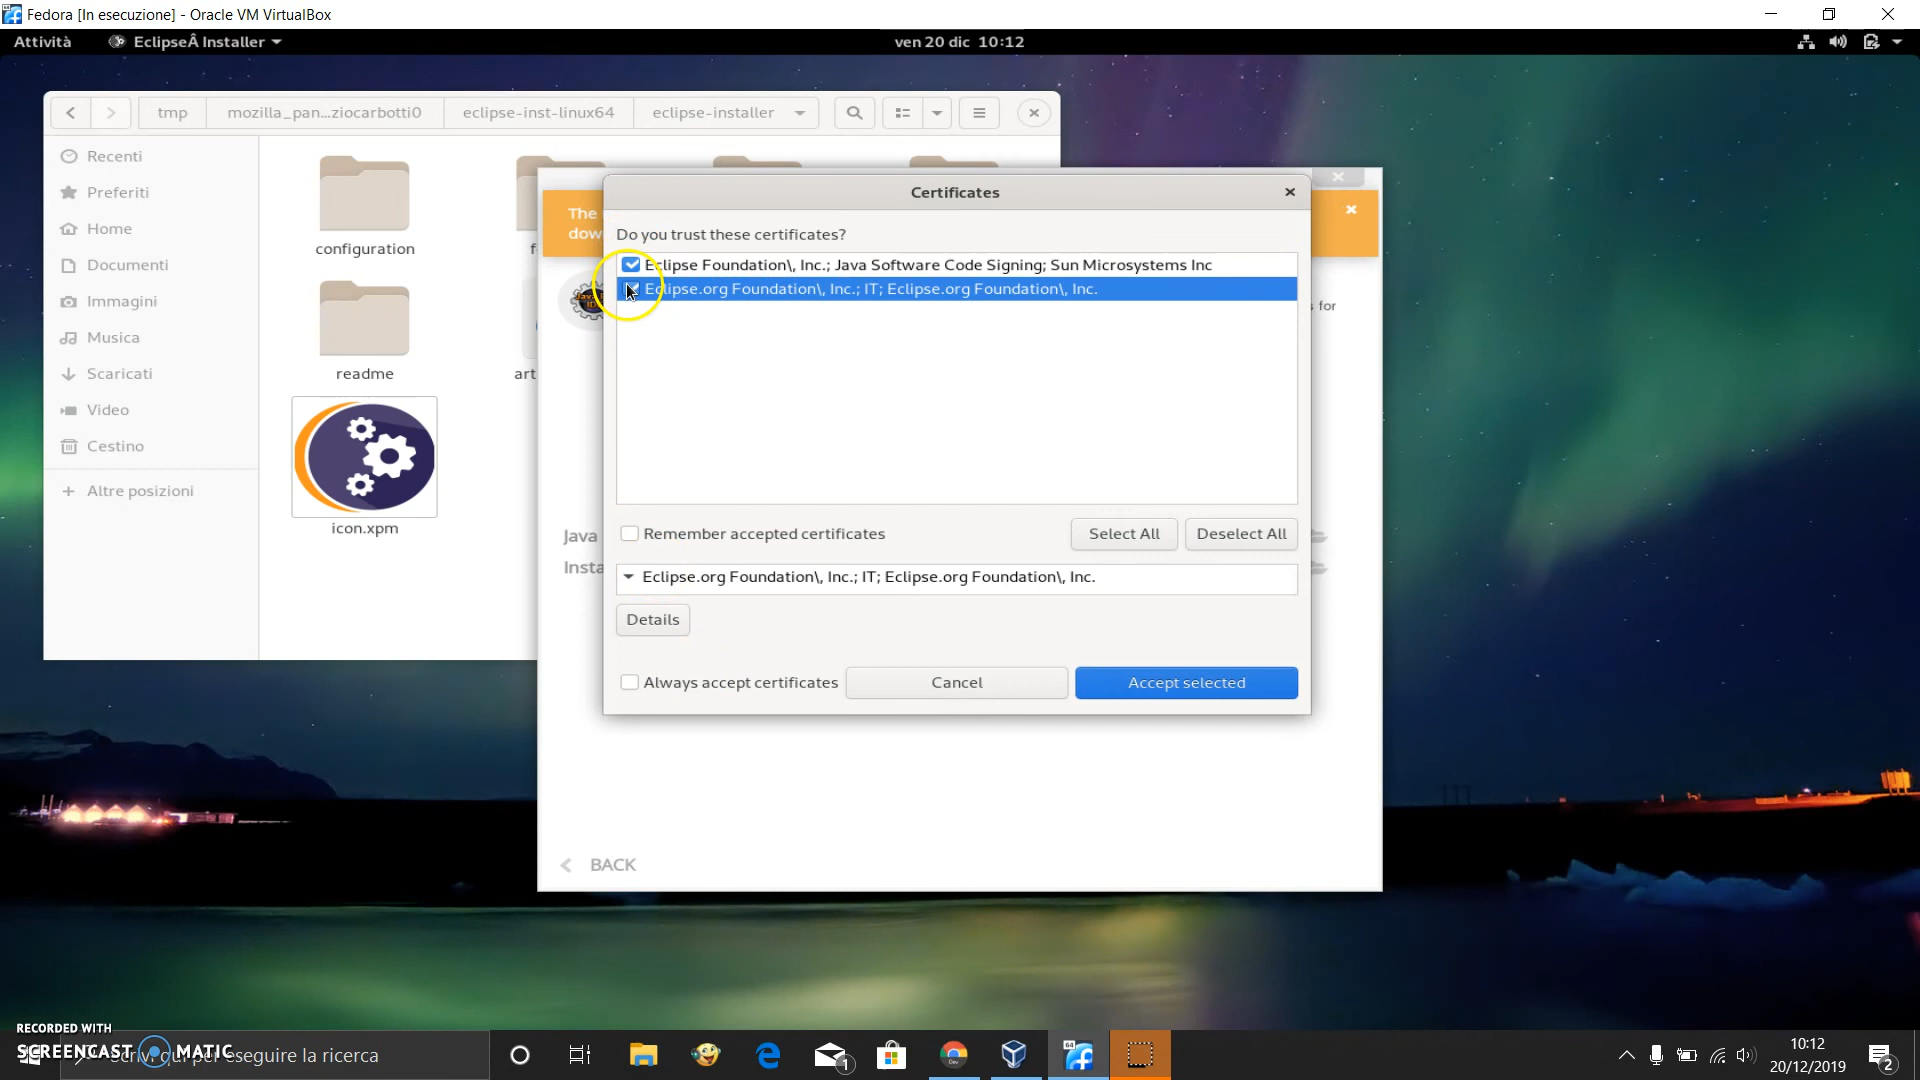 Fedora [In esecuzione] - Oracle VM VirtualBox
Attività
EclipseÂ Installer
ven 20 dic 10:12
tmp
mozilla_pan...ziocarbotti0
eclipse-inst-linux64
eclipse-installer
Recenti
Preferiti
Home
Documenti
Immagini
Musica
Scaricati
Video
Cestino
Altre posizioni
configuration
readme
icon.xpm
f
art
The
dow
for
Java
Insta
BACK
Certificates
Do you trust these certificates?
Eclipse Foundation\, Inc.; Java Software Code Signing; Sun Microsystems Inc
Eclipse.org Foundation\, Inc.; IT; Eclipse.org Foundation\, Inc.
Remember accepted certificates
Select All
Deselect All
Eclipse.org Foundation\, Inc.; IT; Eclipse.org Foundation\, Inc.
Details
Always accept certificates
Cancel
Accept selected
RECORDED WITH
SCREENCAST MATIC
qui per eseguire la ricerca
1
64
10:12
20/12/2019
2